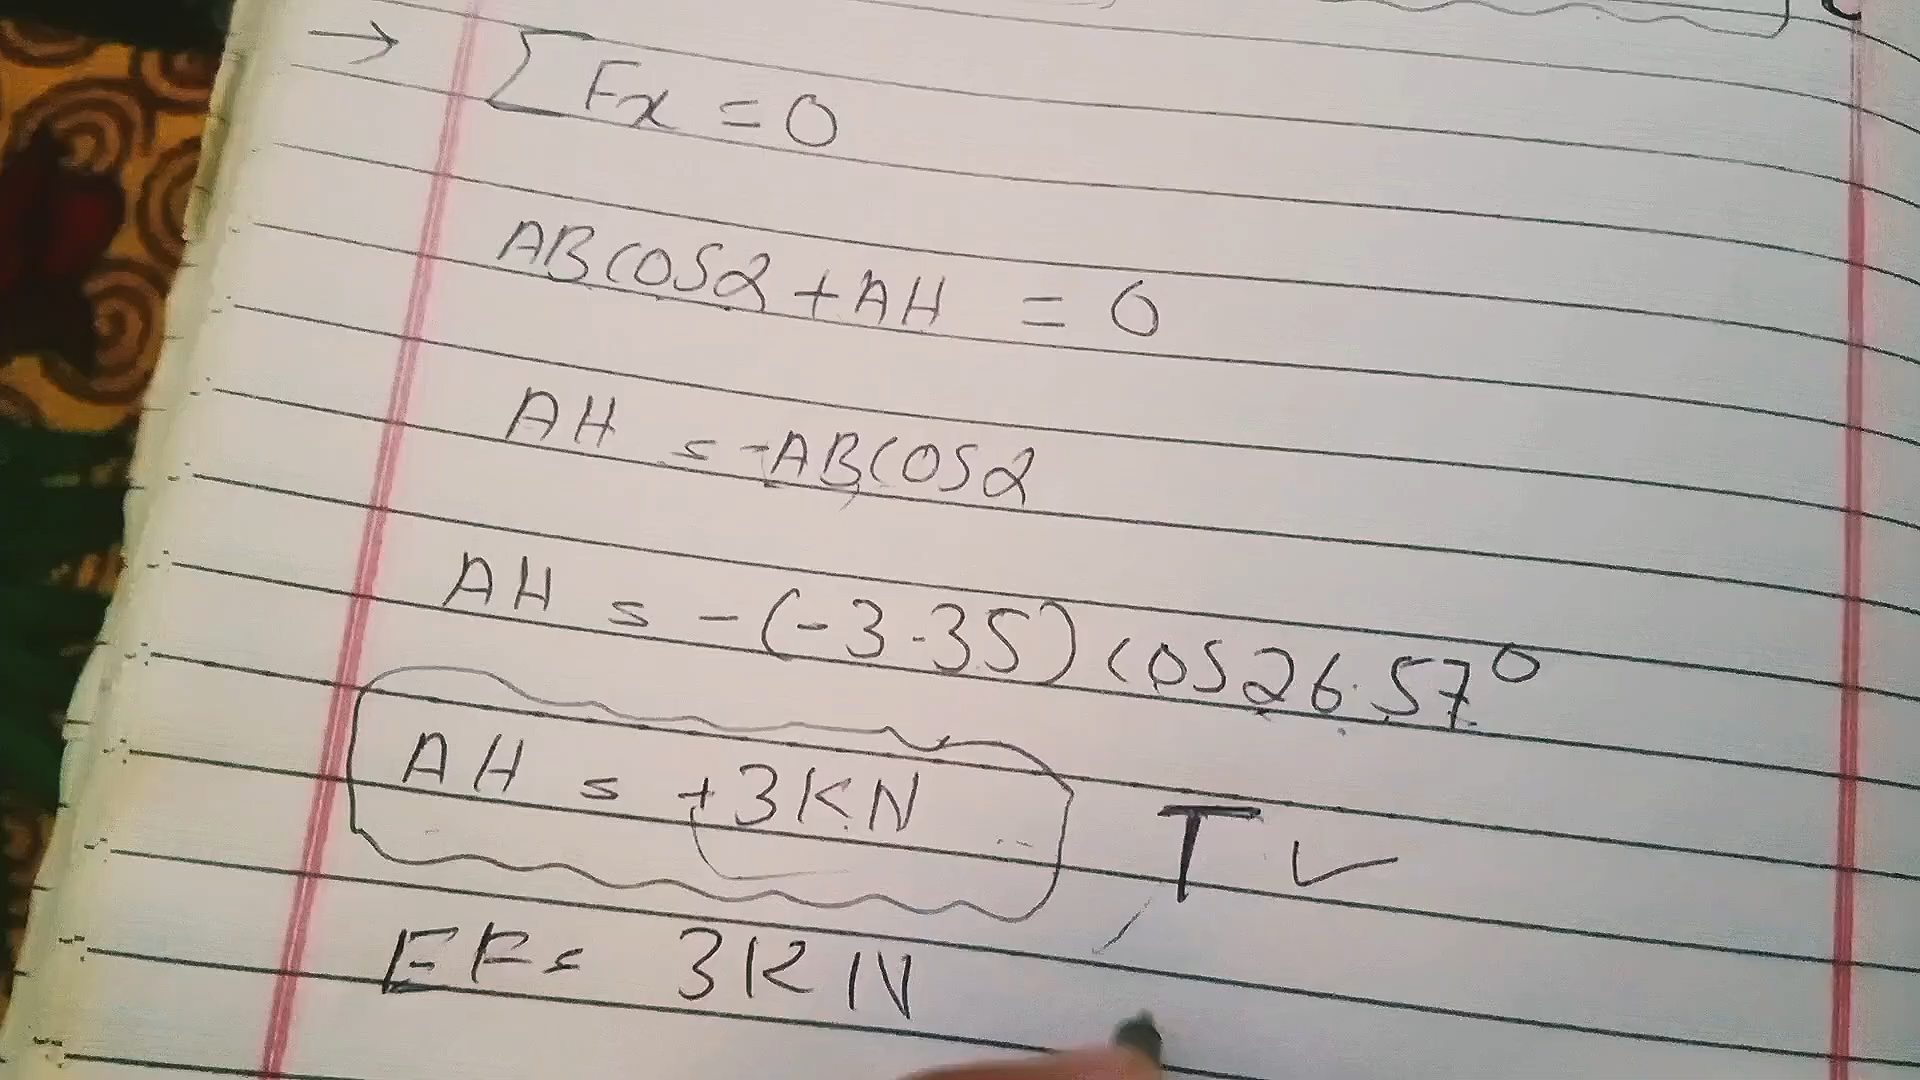 → ∑Fx = 0
ABcosα + AH = 0
AH = -ABcosα
AH = -(-3.35) cos26.57°
AH = +3KN T ✓
EF = 3KN